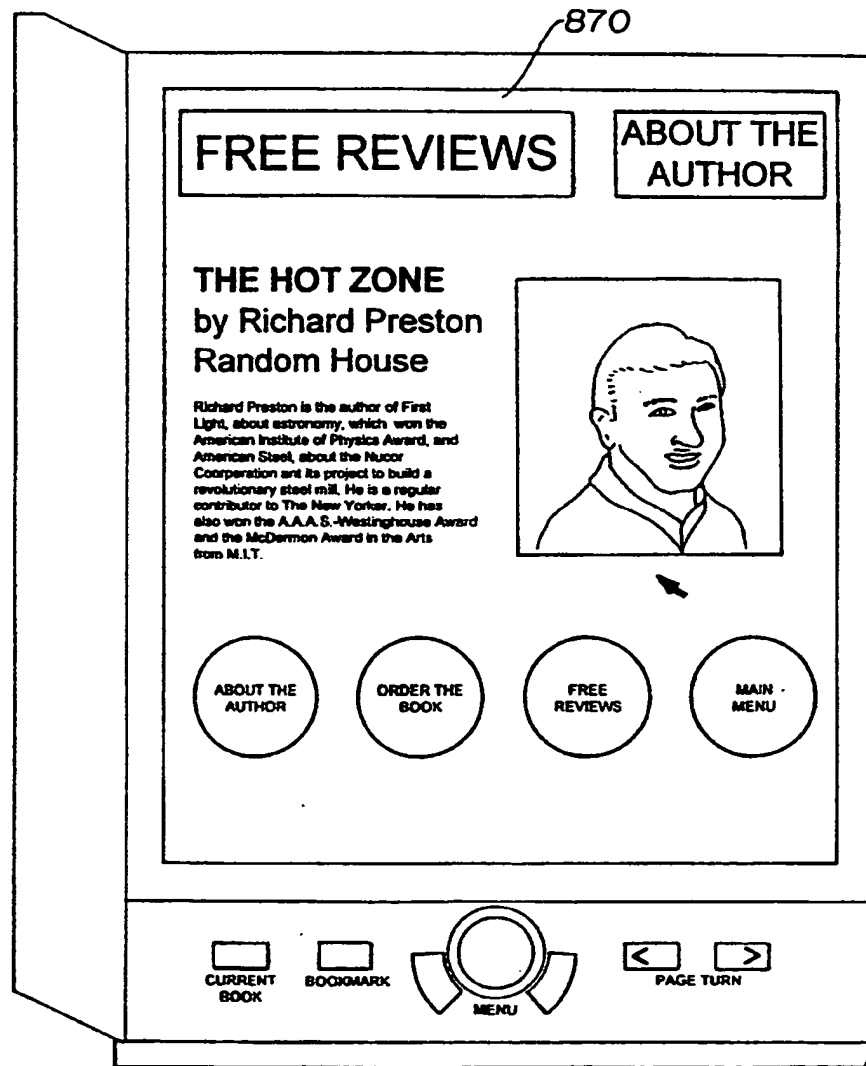 870
FREE REVIEWS
ABOUT THE
AUTHOR
THE HOT ZONE
by Richard Preston
Random House
Richard Preston is the author of First
Light, about astronomy, which won the
American Institute of Physics Award, and
American Steel, about the Nucor
Coorperation ant its project to build a
revolutionary steel mill. He is a regular
contributor to The New Yorker. He has
also won the A.A.A.S.-Westinghouse Award
and the McDermon Award in the Arts
from M.I.T.
ABOUT THE
AUTHOR
ORDER THE
BOOK
FREE
REVIEWS
MAIN
MENU
CURRENT
BOOK
BOOKMARK
MENU
< >
PAGE TURN